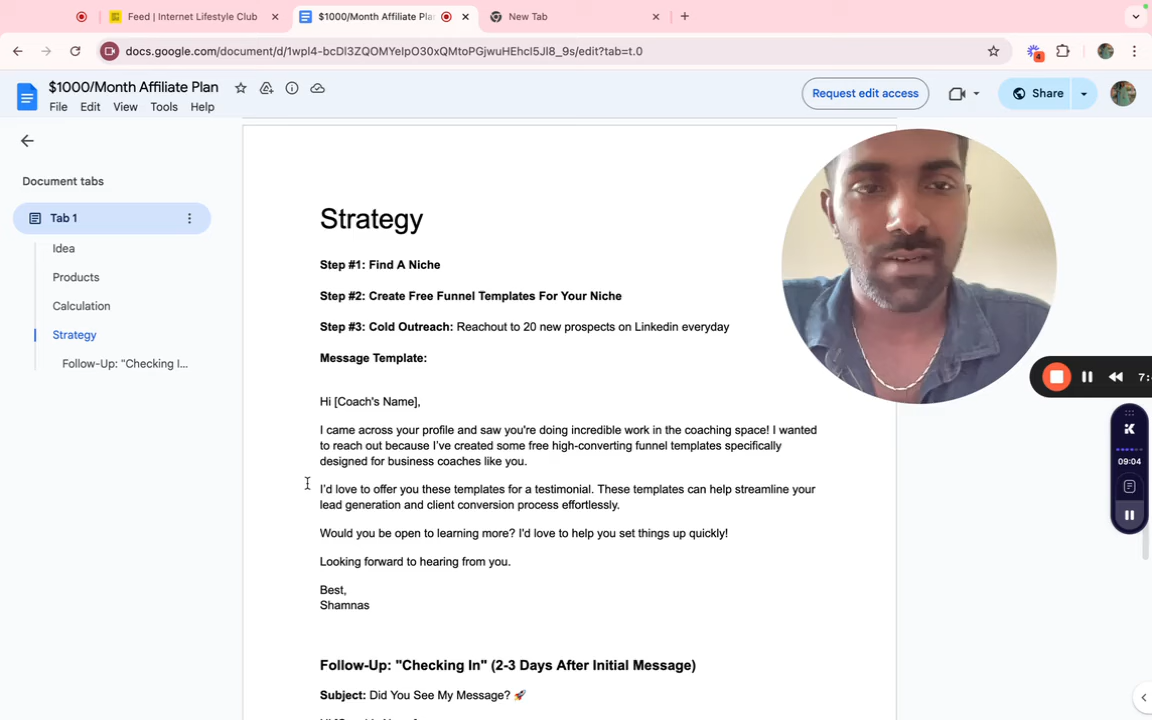 Feed | Internet Lifestyle Club
$1000/Month Affiliate Pla
New Tab
docs.google.com/document/d/1wpl4-bcDl3ZQOMYelpO30xQMtoPGjwuHEhcl5Jl8_9s/edit?tab=t.0
4
$1000/Month Affiliate Plan
File Edit View Tools Help
Request edit access
Share
Document tabs
Tab 1
Idea
Products
Calculation
Strategy
Follow-Up: "Checking I...
Strategy
Step #1: Find A Niche
Step #2: Create Free Funnel Templates For Your Niche
Step #3: Cold Outreach: Reachout to 20 new prospects on Linkedin everyday
Message Template:
Hi [Coach's Name],
I came across your profile and saw you're doing incredible work in the coaching space! I wanted
to reach out because I've created some free high-converting funnel templates specifically
designed for business coaches like you.
I'd love to offer you these templates for a testimonial. These templates can help streamline your
lead generation and client conversion process effortlessly.
Would you be open to learning more? I'd love to help you set things up quickly!
Looking forward to hearing from you.
Best,
Shamnas
Follow-Up: "Checking In" (2-3 Days After Initial Message)
Subject: Did You See My Message? 🚀
7:
09:04